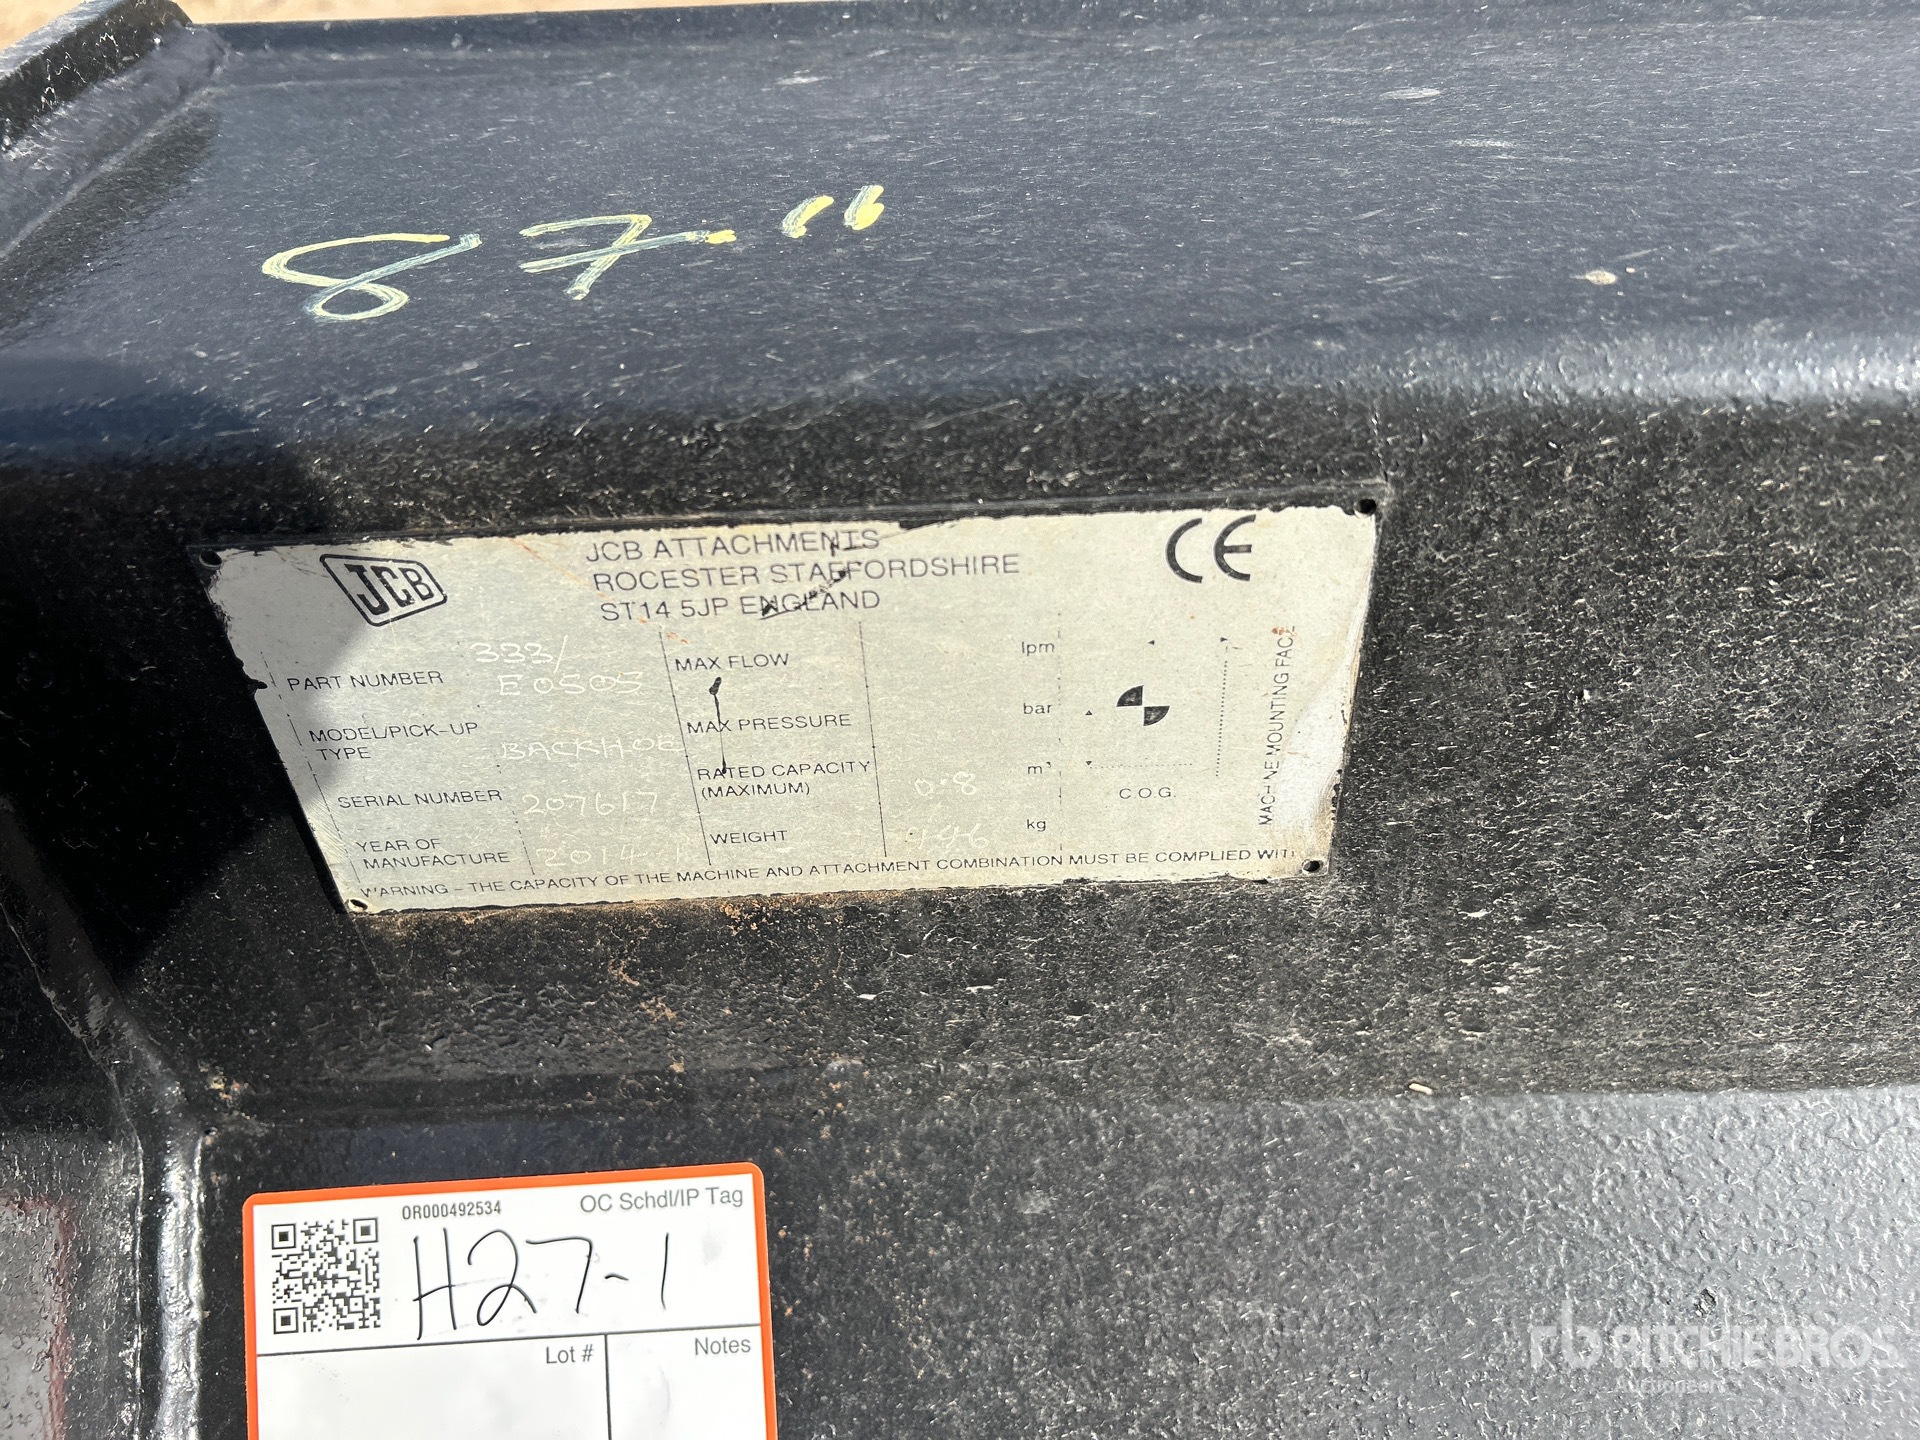 87."
JCB
JCB ATTACHMENTS
ROCESTER STAFFORDSHIRE
ST14 5JP ENGLAND
CE
PART NUMBER 333/
E0505
MODEL/PICK-UP
TYPE BACKHOE
SERIAL NUMBER 207617
YEAR OF
MANUFACTURE
MAX FLOW lpm
MAX PRESSURE bar
RATED CAPACITY
(MAXIMUM) 0.8 m³
WEIGHT kg
C.O.G.
MACHINE MOUNTING FACE
WARNING - THE CAPACITY OF THE MACHINE AND ATTACHMENT COMBINATION MUST BE COMPLIED WITH
OR000492534
OC Schdl/IP Tag
H27-1
Lot #
Notes
rb RITCHIE BROS.
Auctioneers